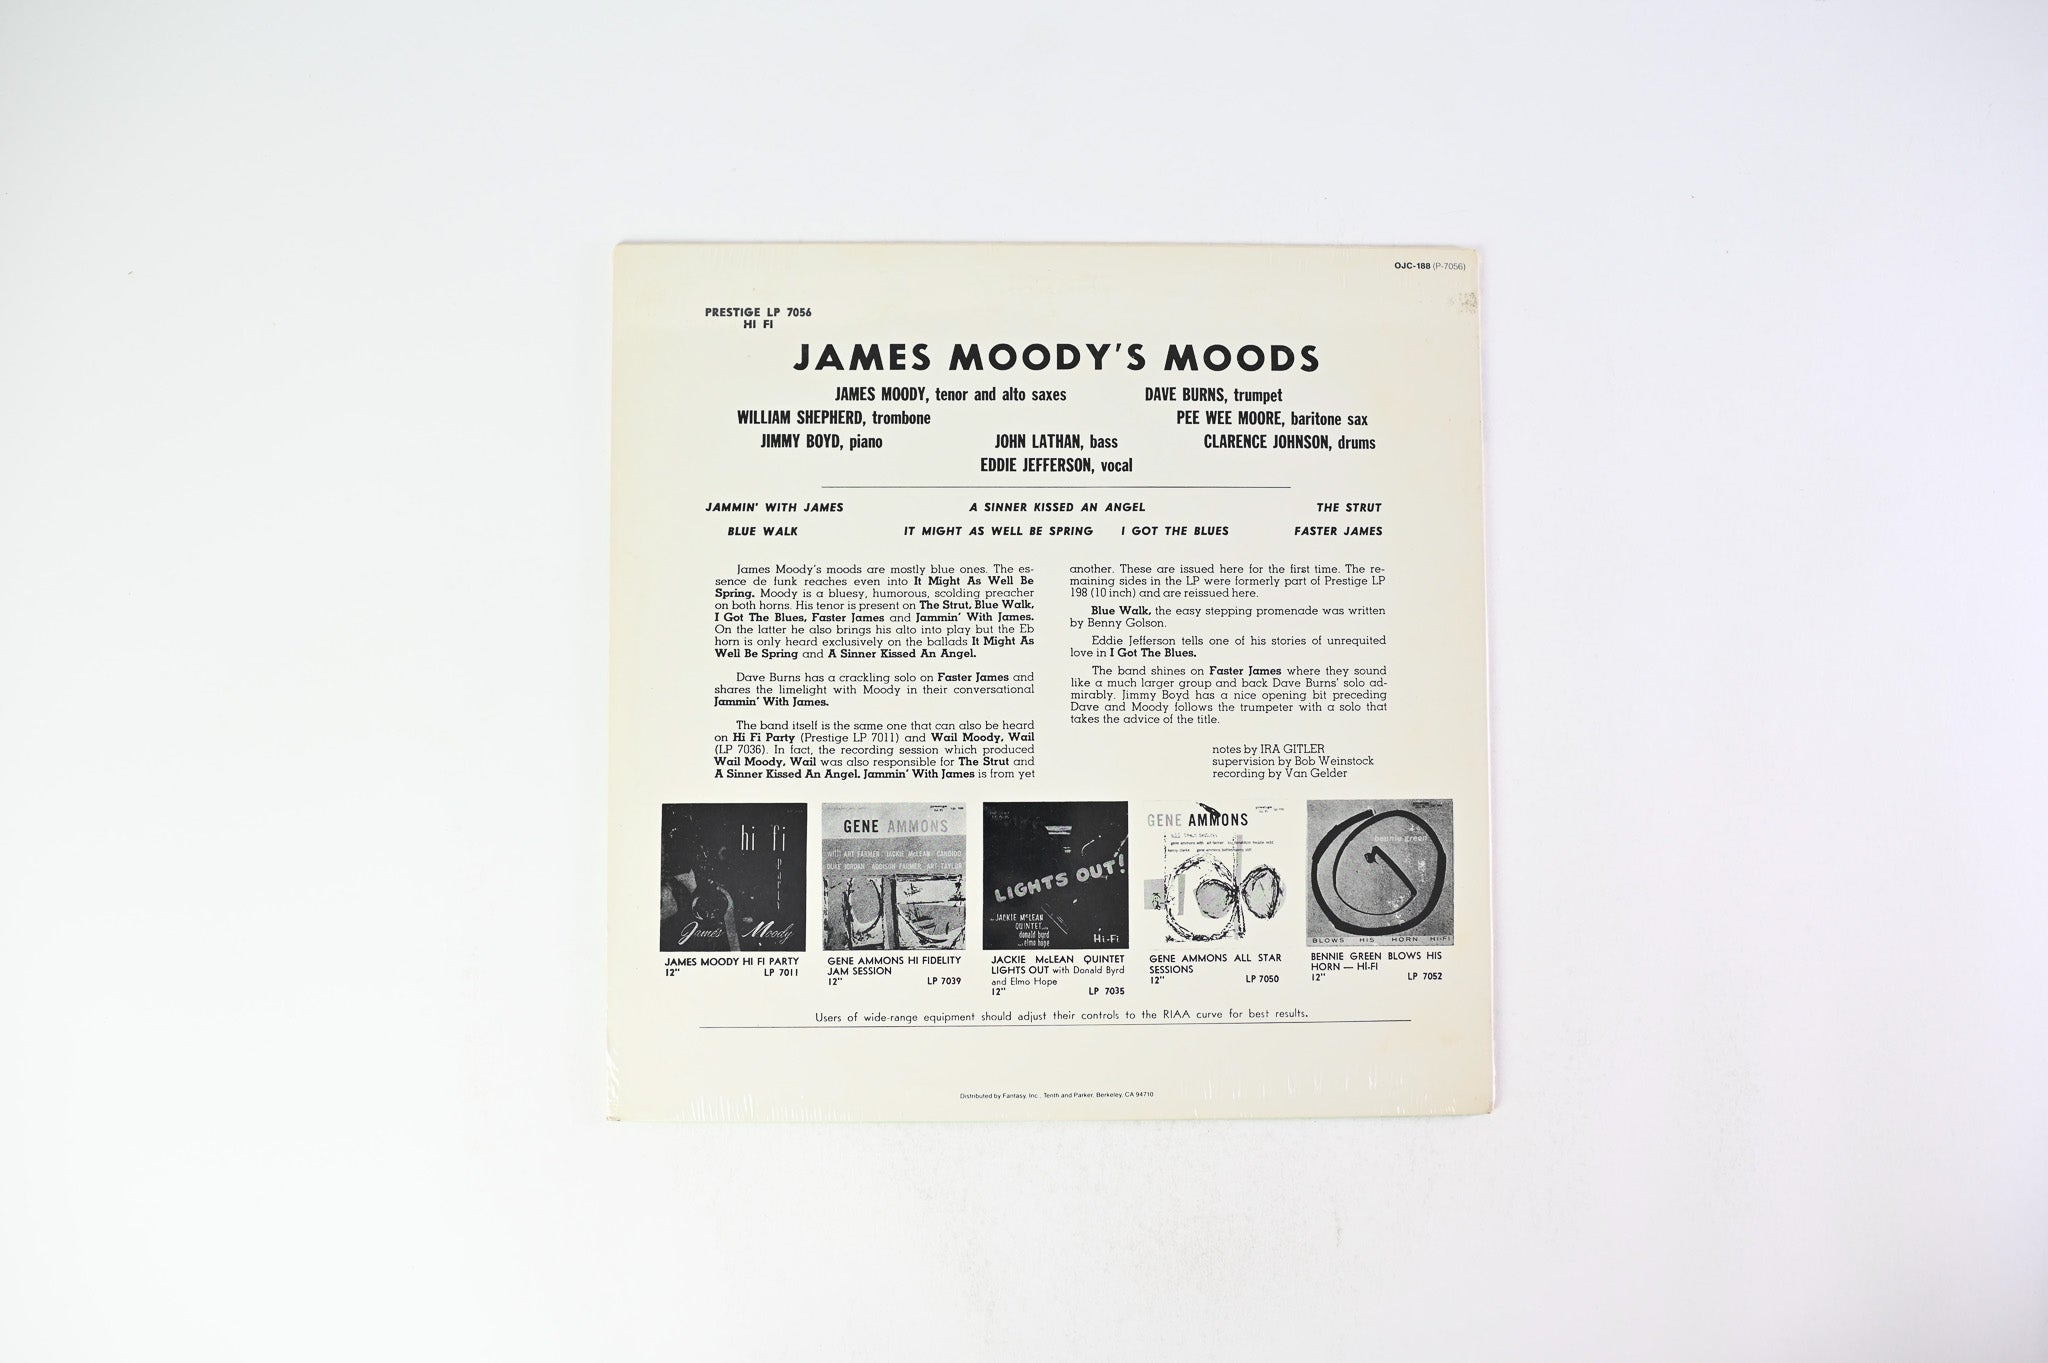 OJC-188 (P-7056)
PRESTIGE LP 7056
HI FI
JAMES MOODY'S MOODS
JAMES MOODY, tenor and alto saxes DAVE BURNS, trumpet
WILLIAM SHEPHERD, trombone PEE WEE MOORE, baritone sax
JIMMY BOYD, piano JOHN LATHAN, bass CLARENCE JOHNSON, drums
EDDIE JEFFERSON, vocal
JAMMIN' WITH JAMES A SINNER KISSED AN ANGEL THE STRUT
BLUE WALK IT MIGHT AS WELL BE SPRING I GOT THE BLUES FASTER JAMES
James Moody's moods are mostly blue ones. The es-
sence de funk reaches even into It Might As Well Be
Spring. Moody is a bluesy, humorous, scolding preacher
on both horns. His tenor is present on The Strut, Blue Walk,
I Got The Blues, Faster James and Jammin' With James.
On the latter he also brings his alto into play but the Eb
horn is only heard exclusively on the ballads It Might As
Well Be Spring and A Sinner Kissed An Angel.
Dave Burns has a crackling solo on Faster James and
shares the limelight with Moody in their conversational
Jammin' With James.
The band itself is the same one that can also be heard
on Hi Fi Party (Prestige LP 7011) and Wail Moody, Wail
(LP 7036). In fact, the recording session which produced
Wail Moody, Wail was also responsible for The Strut and
A Sinner Kissed An Angel. Jammin' With James is from yet
another. These are issued here for the first time. The re-
maining sides in the LP were formerly part of Prestige LP
198 (10 inch) and are reissued here.
Blue Walk, the easy stepping promenade was written
by Benny Golson.
Eddie Jefferson tells one of his stories of unrequited
love in I Got The Blues.
The band shines on Faster James where they sound
like a much larger group and back Dave Burns' solo ad-
mirably. Jimmy Boyd has a nice opening bit preceding
Dave and Moody follows the trumpeter with a solo that
takes the advice of the title.
notes by IRA GITLER
supervision by Bob Weinstock
recording by Van Gelder
hi fi
party
James Moody
JAMES MOODY HI FI PARTY
12" LP 7011
GENE AMMONS
WITH ART FARMER JACKIE McLEAN CANDIDO
DUKE JORDAN ADDISON FARMER ART TAYLOR
GENE AMMONS HI FIDELITY
JAM SESSION
12" LP 7039
LIGHTS OUT!
JACKIE McLEAN
QUINTET
donald byrd
elmo hope
Hi-Fi
JACKIE McLEAN QUINTET
LIGHTS OUT with Donald Byrd
and Elmo Hope
12" LP 7035
GENE AMMONS
GENE AMMONS ALL STAR
SESSIONS
12" LP 7050
bennie green
BLOWS HIS HORN HI-FI
BENNIE GREEN BLOWS HIS
HORN — HI-FI
12" LP 7052
Users of wide-range equipment should adjust their controls to the RIAA curve for best results.
Distributed by Fantasy, Inc., Tenth and Parker, Berkeley, CA 94710